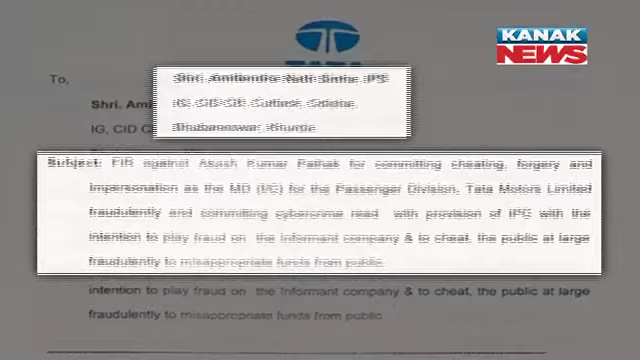 KANAK
NEWS
TATA
To,
Shri. Amitendra Nath Sinha, IPS
IG, CID CB, Cuttack, Odisha,
Bhubaneswar, Khurda
Shri. Ami
IG, CID C
Subject: FIR against Akash Kumar Pathak for committing cheating, forgery and
impersonation as the MD (I/C) for the Passenger Division, Tata Motors Limited
fraudulently and committing cybercrime read with provision of IPC with the
intention to play fraud on the Informant company & to cheat, the public at large
fraudulently to misappropriate funds from public
intention to play fraud on the Informant company & to cheat, the public at large
fraudulently to misappropriate funds from public